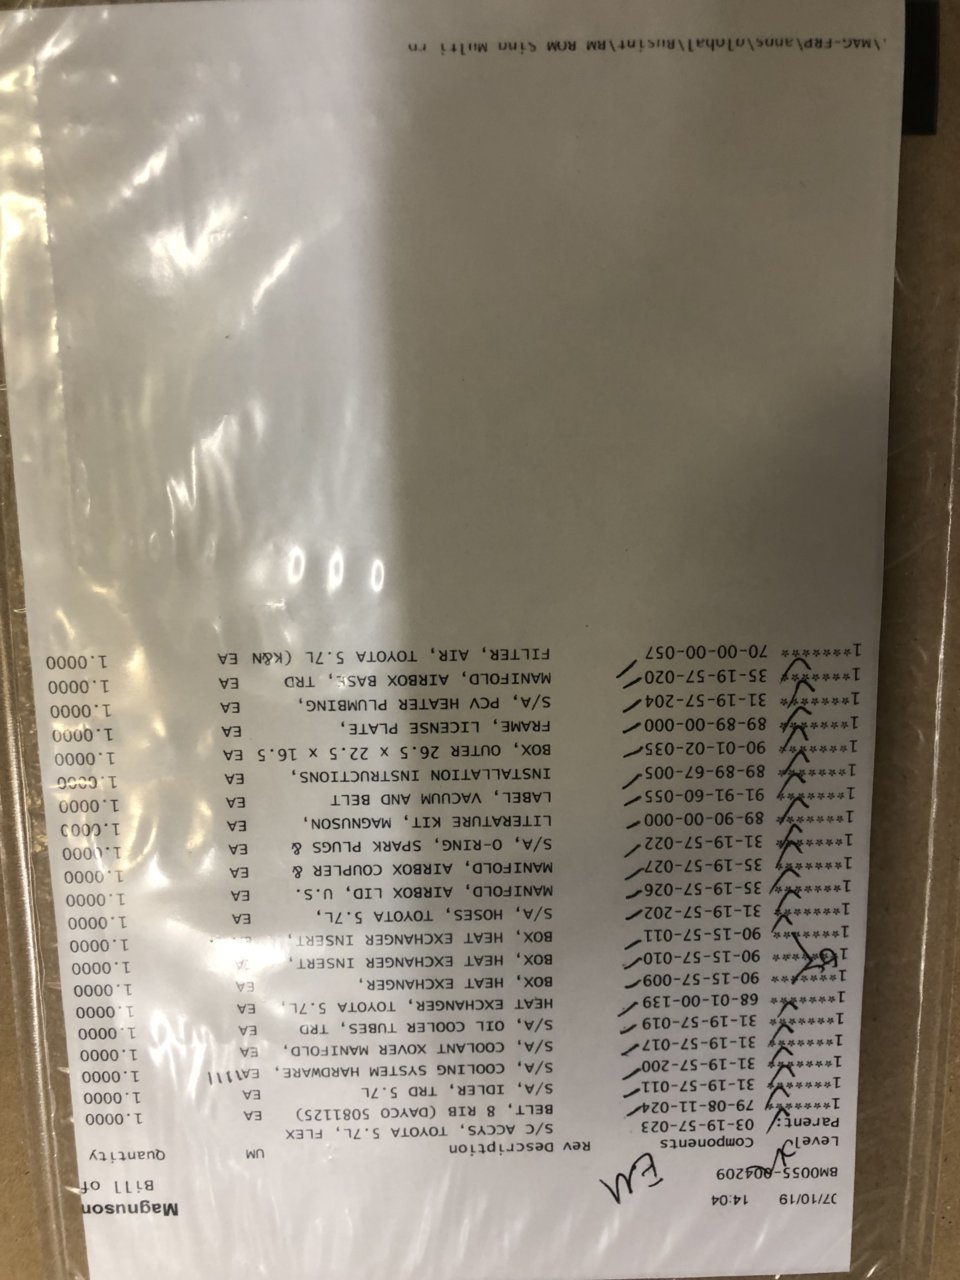 07/10/19 14:04 Magnuson
BM0055-004209 EM Bill of
Level Components Rev Description UM Quantity
Parent: 03-19-57-023 S/C ACCYS, TOYOTA 5.7L, FLEX
1******* 79-08-11-024 BELT, 8 RIB (DAYCO 5081125) EA 1.0000
1******* 31-19-57-011 S/A, IDLER, TRD 5.7L EA 1.0000
1******* 31-19-57-200 S/A, COOLING SYSTEM HARDWARE, EA 1.0000
1******* 31-19-57-017 S/A, COOLANT XOVER MANIFOLD, EA 1.0000
1******* 31-19-57-019 S/A, OIL COOLER TUBES, TRD EA 1.0000
1******* 68-01-00-139 HEAT EXCHANGER, TOYOTA 5.7L, EA 1.0000
1******* 90-15-57-009 BOX, HEAT EXCHANGER, EA 1.0000
1******* 90-15-57-010 BOX, HEAT EXCHANGER INSERT, EA 1.0000
1******* 90-15-57-011 BOX, HEAT EXCHANGER INSERT, 1.0000
1******* 31-19-57-202 S/A, HOSES, TOYOTA 5.7L, EA 1.0000
1******* 35-19-57-026 MANIFOLD, AIRBOX LID, U.S. EA 1.0000
1******* 35-19-57-027 MANIFOLD, AIRBOX COUPLER & EA 1.0000
1******* 31-19-57-022 S/A, O-RING, SPARK PLUGS & EA 1.0000
1******* 89-90-00-000 LITERATURE KIT, MAGNUSON, EA 1.0000
1******* 91-91-60-055 LABEL, VACUUM AND BELT EA 1.0000
1******* 89-89-67-005 INSTALLATION INSTRUCTIONS, EA 1.0000
1******* 90-01-02-035 BOX, OUTER 26.5 x 22.5 x 16.5 EA 1.0000
1******* 89-89-00-000 FRAME, LICENSE PLATE, EA 1.0000
1******* 31-19-57-204 S/A, PCV HEATER PLUMBING, EA 1.0000
1******* 35-19-57-020 MANIFOLD, AIRBOX BASE, TRD EA 1.0000
1******* 70-00-00-057 FILTER, AIR, TOYOTA 5.7L (K&N EA 1.0000